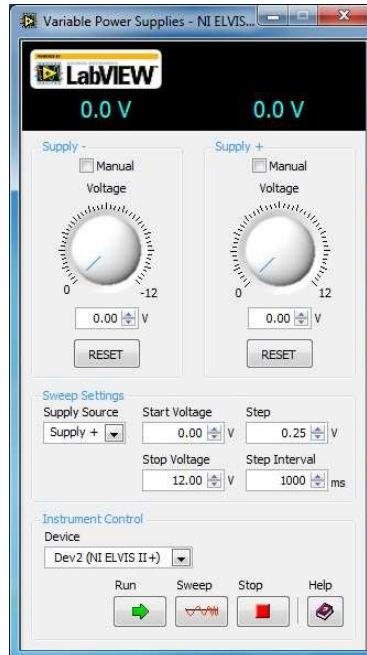 Variable Power Supplies - NI ELVIS...
LabVIEW
0.0 V 0.0 V
Supply - Supply +
Manual Manual
Voltage Voltage
0 -12 0 12
0.00 V 0.00 V
RESET RESET
Sweep Settings
Supply Source Start Voltage Step
Supply + 0.00 V 0.25 V
Stop Voltage Step Interval
12.00 V 1000 ms
Instrument Control
Device
Dev2 (NI ELVIS II+)
Run Sweep Stop Help